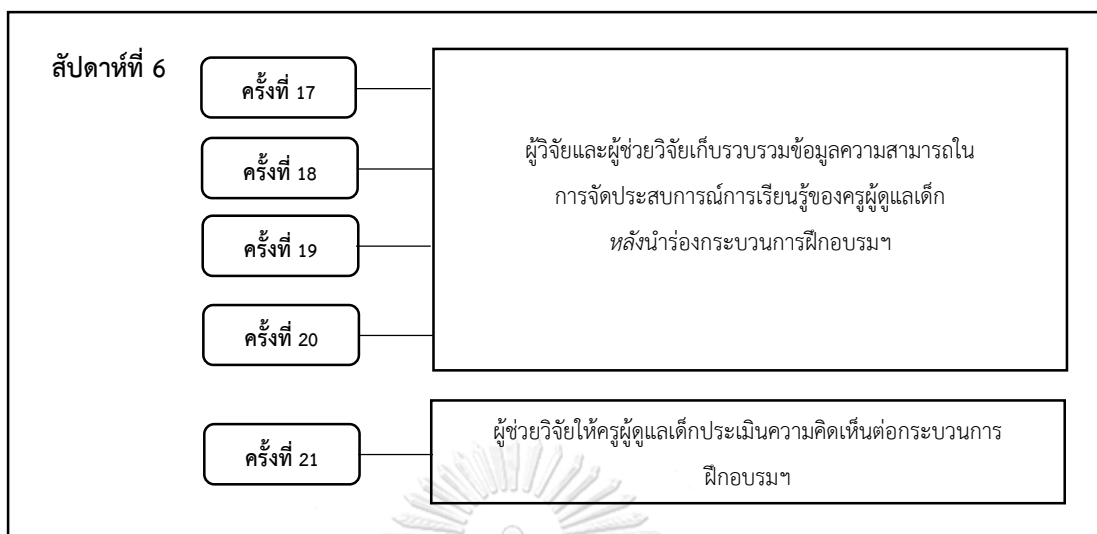 สัปดาห์ที่ 6
ครั้งที่ 17
ครั้งที่ 18
ครั้งที่ 19
ครั้งที่ 20
ผู้วิจัยและผู้ช่วยวิจัยเก็บรวบรวมข้อมูลความสามารถใน
การจัดประสบการณ์การเรียนรู้ของครูผู้ดูแลเด็ก
หลังนำร่องกระบวนการฝึกอบรมฯ
ครั้งที่ 21
ผู้ช่วยวิจัยให้ครูผู้ดูแลเด็กประเมินความคิดเห็นต่อกระบวนการ
ฝึกอบรมฯ